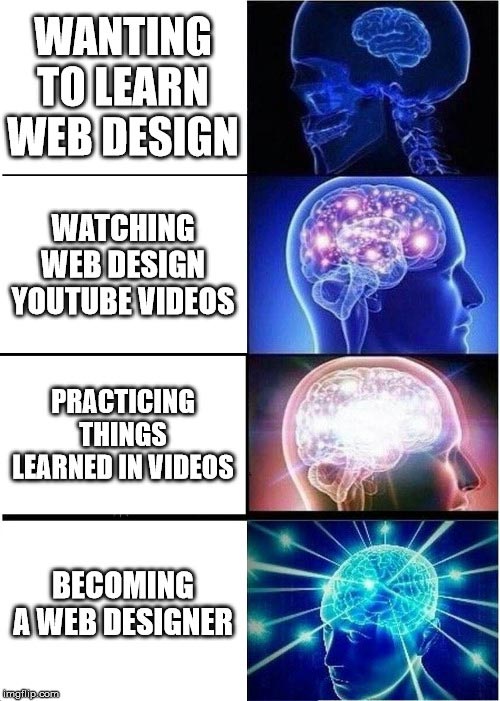 WANTING
TO LEARN
WEB DESIGN
WATCHING
WEB DESIGN
YOUTUBE VIDEOS
PRACTICING
THINGS
LEARNED IN VIDEOS
BECOMING
A WEB DESIGNER
imgflip.com